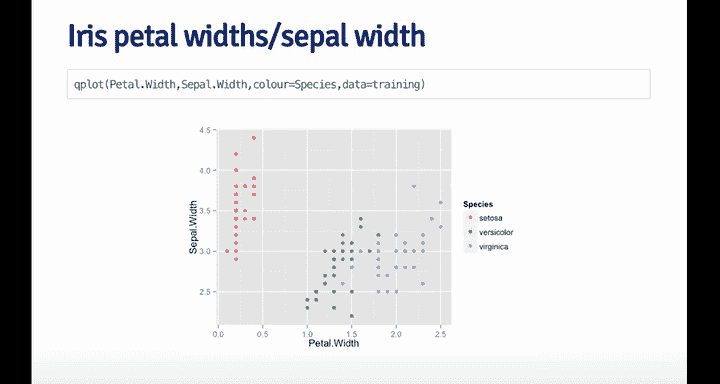 Iris petal widths/sepal width
qplot(Petal.Width,Sepal.Width,colour=Species,data=training)
4.5
4.0
3.5
3.0
2.5
Sepal.Width
0.0 0.5 1.0 1.5 2.0 2.5
Petal.Width
Species
setosa
versicolor
virginica